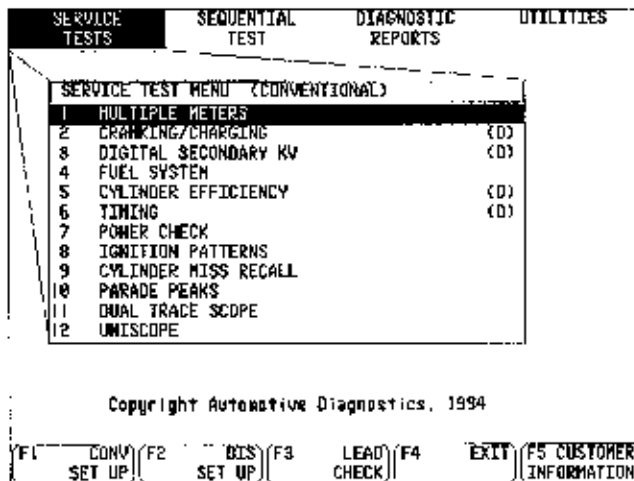 SERVICE TESTS
SEQUENTIAL TEST
DIAGNOSTIC REPORTS
UTILITIES
SERVICE TEST MENU (CONVENTIONAL)
1 MULTIPLE METERS
2 CRANKING/CHARGING (D)
3 DIGITAL SECONDARY KV (D)
4 FUEL SYSTEM
5 CYLINDER EFFICIENCY (D)
6 TIMING (D)
7 POWER CHECK
8 IGNITION PATTERNS
9 CYLINDER MISS RECALL
10 PARADE PEAKS
11 DUAL TRACE SCOPE
12 UNISCOPE
Copyright Automotive Diagnostics, 1994
F1 CONV SET UP
F2 DIS SET UP
F3 LEAD CHECK
F4 EXIT
F5 CUSTOMER INFORMATION